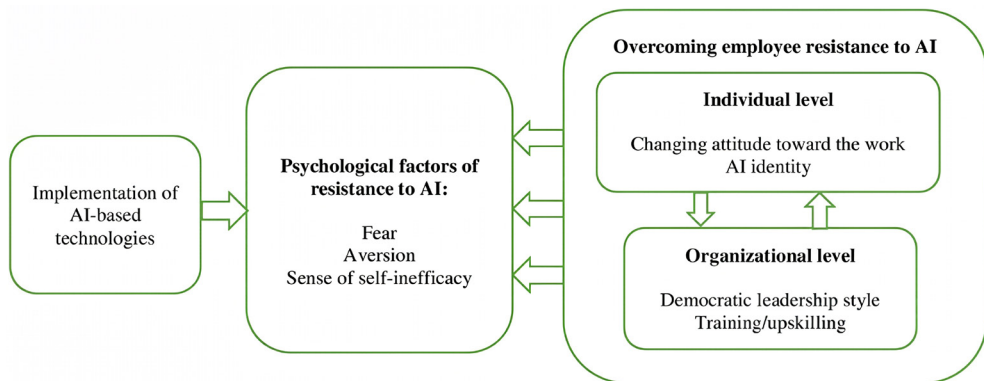 Implementation of
AI-based
technologies
Psychological factors of
resistance to AI:
Fear
Aversion
Sense of self-inefficacy
Overcoming employee resistance to AI
Individual level
Changing attitude toward the work
AI identity
Organizational level
Democratic leadership style
Training/upskilling